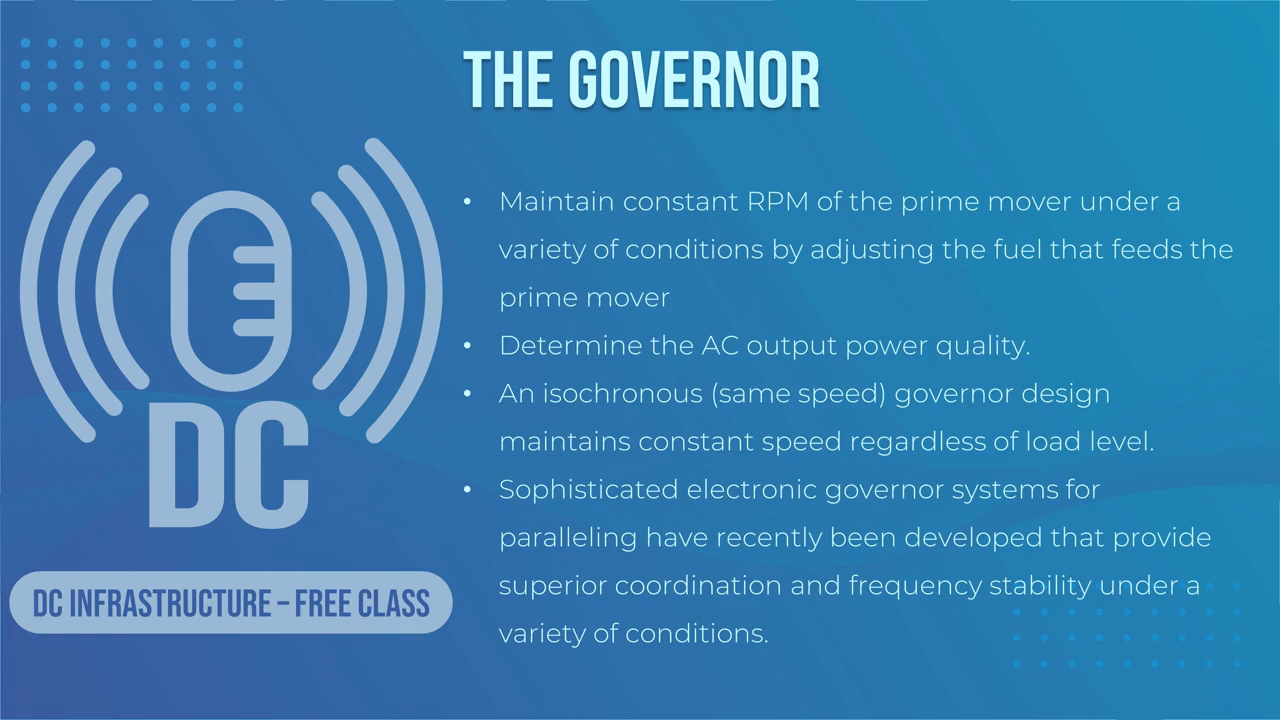 THE GOVERNOR
• Maintain constant RPM of the prime mover under a
variety of conditions by adjusting the fuel that feeds the
prime mover
• Determine the AC output power quality.
• An isochronous (same speed) governor design
maintains constant speed regardless of load level.
• Sophisticated electronic governor systems for
paralleling have recently been developed that provide
superior coordination and frequency stability under a
variety of conditions.
DC
DC INFRASTRUCTURE – FREE CLASS